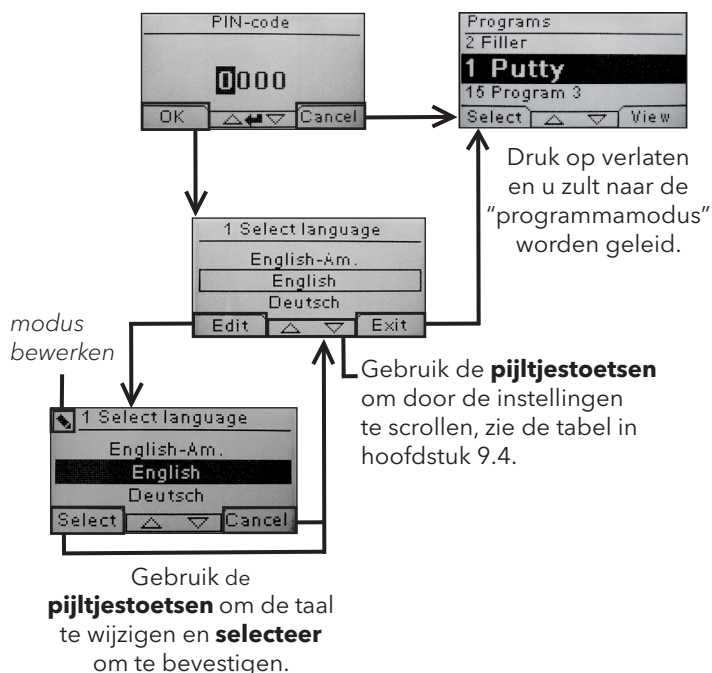 PIN-code
0000
OK
Cancel
Programs
2 Filler
1 Putty
15 Program 3
Select
View
Druk op verlaten
en u zult naar de
“programmamodus”
worden geleid.
1 Select language
English-Am.
English
Deutsch
Edit
Exit
modus
bewerken
Gebruik de pijltjestoetsen
om door de instellingen
te scrollen, zie de tabel in
hoofdstuk 9.4.
1 Select language
English-Am.
English
Deutsch
Select
Cancel
Gebruik de
pijltjestoetsen om de taal
te wijzigen en selecteer
om te bevestigen.